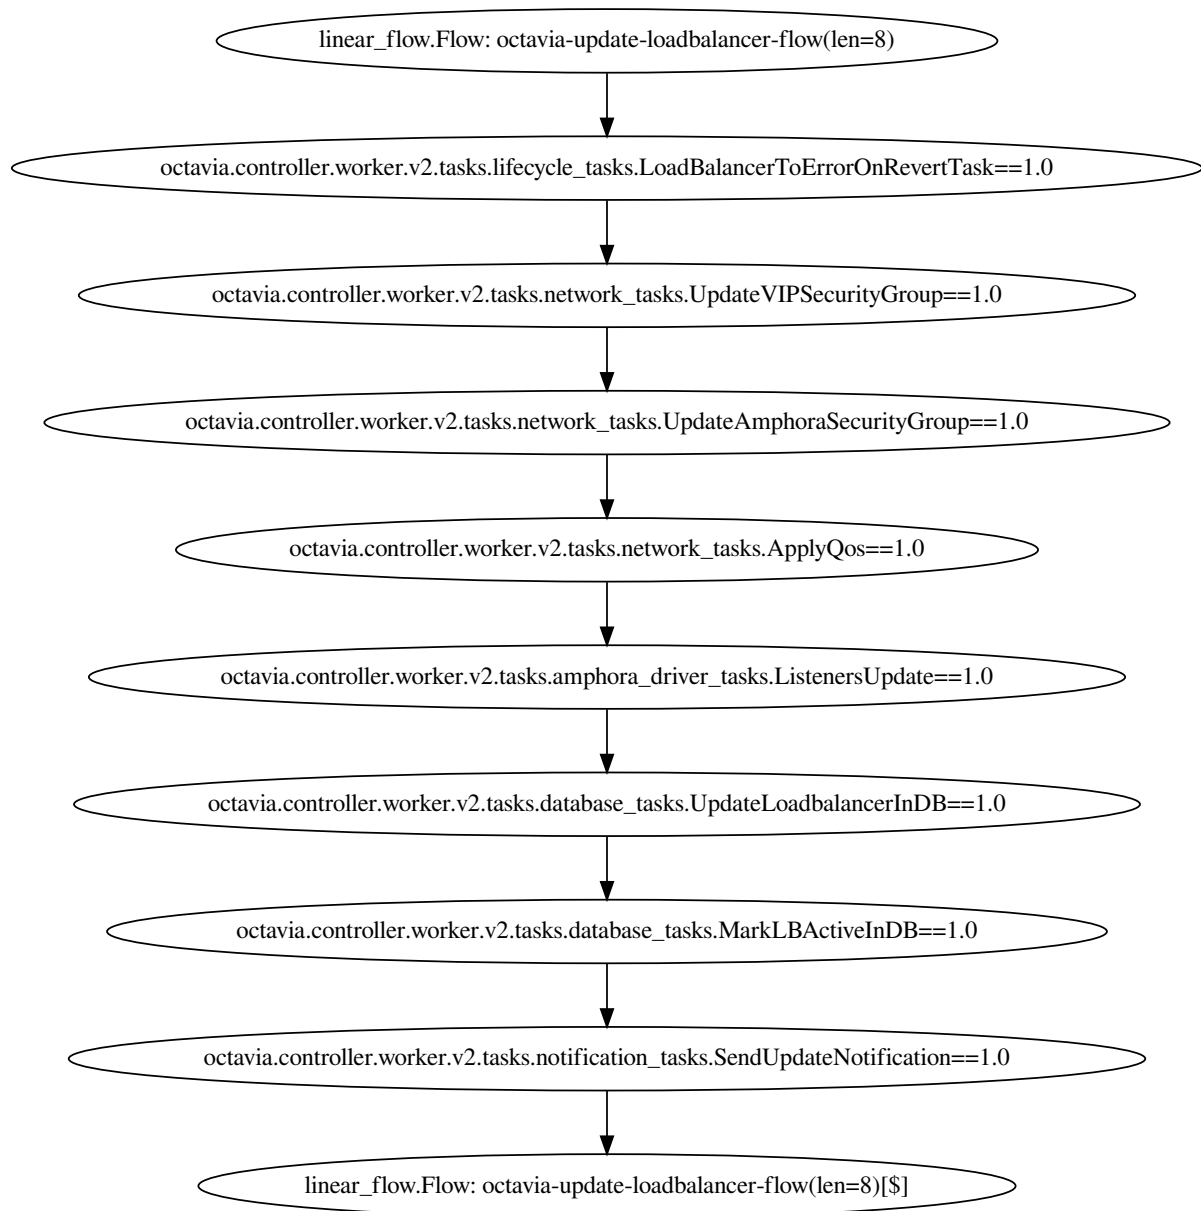 linear_flow.Flow: octavia-update-loadbalancer-flow(len=8)
octavia.controller.worker.v2.tasks.lifecycle_tasks.LoadBalancerToErrorOnRevertTask==1.0
octavia.controller.worker.v2.tasks.network_tasks.UpdateVIPSecurityGroup==1.0
octavia.controller.worker.v2.tasks.network_tasks.UpdateAmphoraSecurityGroup==1.0
octavia.controller.worker.v2.tasks.network_tasks.ApplyQos==1.0
octavia.controller.worker.v2.tasks.amphora_driver_tasks.ListenersUpdate==1.0
octavia.controller.worker.v2.tasks.database_tasks.UpdateLoadbalancerInDB==1.0
octavia.controller.worker.v2.tasks.database_tasks.MarkLBActiveInDB==1.0
octavia.controller.worker.v2.tasks.notification_tasks.SendUpdateNotification==1.0
linear_flow.Flow: octavia-update-loadbalancer-flow(len=8)[$]